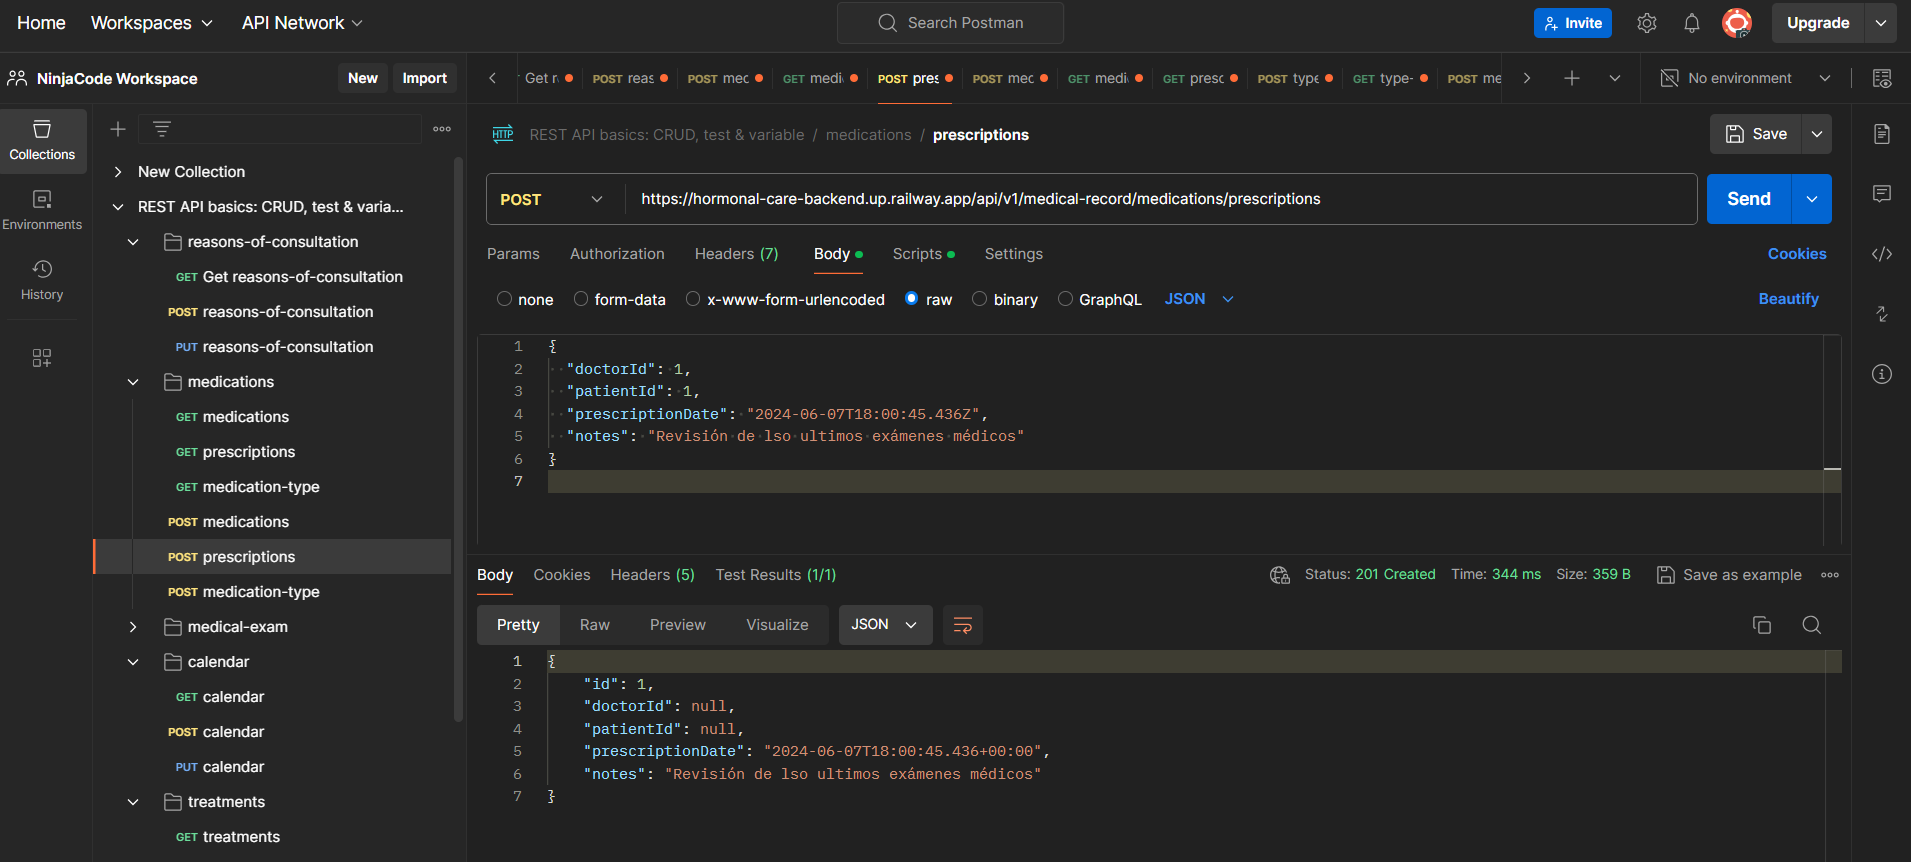 Home Workspaces API Network Search Postman Invite Upgrade
NinjaCode Workspace New Import
Get r POST reas POST mec GET medi POST pres POST mec GET medi GET presc POST type GET type- POST me No environment
Collections
Environments
History
New Collection
REST API basics: CRUD, test & varia...
reasons-of-consultation
GET Get reasons-of-consultation
POST reasons-of-consultation
PUT reasons-of-consultation
medications
GET medications
GET prescriptions
GET medication-type
POST medications
POST prescriptions
POST medication-type
medical-exam
calendar
GET calendar
POST calendar
PUT calendar
treatments
GET treatments
HTTP REST API basics: CRUD, test & variable / medications / prescriptions Save
POST https://hormonal-care-backend.up.railway.app/api/v1/medical-record/medications/prescriptions Send
Params Authorization Headers (7) Body Scripts Settings Cookies
none form-data x-www-form-urlencoded raw binary GraphQL JSON Beautify
1 {
2 "doctorId": 1,
3 "patientId": 1,
4 "prescriptionDate": "2024-06-07T18:00:45.436Z",
5 "notes": "Revisión de lso ultimos exámenes médicos"
6 }
7
Body Cookies Headers (5) Test Results (1/1) Status: 201 Created Time: 344 ms Size: 359 B Save as example
Pretty Raw Preview Visualize JSON
1 {
2 "id": 1,
3 "doctorId": null,
4 "patientId": null,
5 "prescriptionDate": "2024-06-07T18:00:45.436+00:00",
6 "notes": "Revisión de lso ultimos exámenes médicos"
7 }